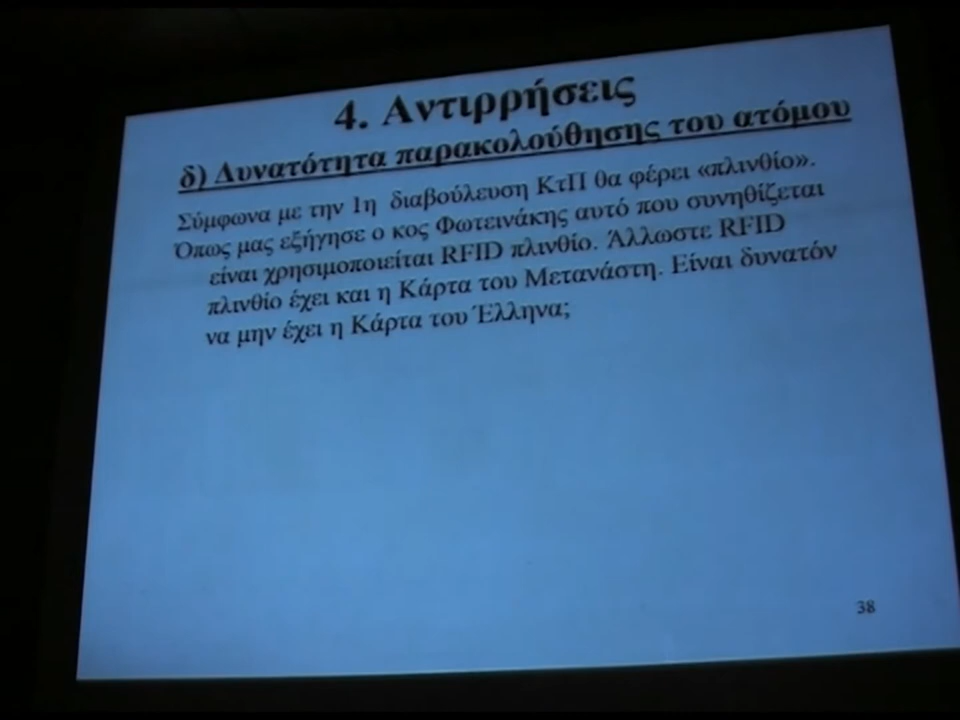 4. Αντιρρήσεις
δ) Δυνατότητα παρακολούθησης του ατόμου
Σύμφωνα με την 1η διαβούλευση ΚτΠ θα φέρει «πλινθίο».
Όπως μας εξήγησε ο κος Φωτεινάκης αυτό που συνηθίζεται
είναι χρησιμοποιείται RFID πλινθίο. Άλλωστε RFID
πλινθίο έχει και η Κάρτα του Μετανάστη. Είναι δυνατόν
να μην έχει η Κάρτα του Έλληνα;
38